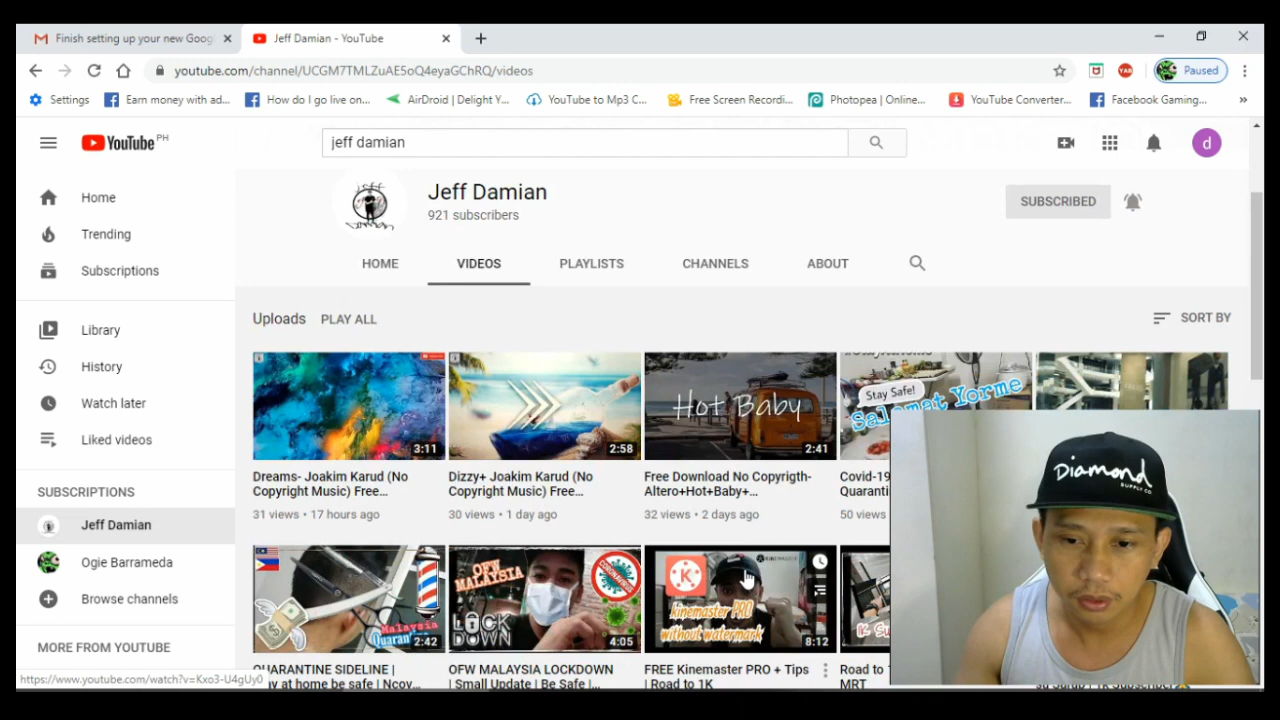 Finish setting up your new Goog
Jeff Damian - YouTube
youtube.com/channel/UCGM7TMLZuAE5oQ4eyaGChRQ/videos
Paused
Settings
Earn money with ad...
How do I go live on...
AirDroid | Delight Y...
YouTube to Mp3 C...
Free Screen Recordi...
Photopea | Online...
YouTube Converter...
Facebook Gaming...
YouTube PH
jeff damian
d
Home
Trending
Subscriptions
Library
History
Watch later
Liked videos
SUBSCRIPTIONS
Jeff Damian
Ogie Barrameda
Browse channels
MORE FROM YOUTUBE
Jeff Damian
921 subscribers
SUBSCRIBED
HOME
VIDEOS
PLAYLISTS
CHANNELS
ABOUT
Uploads
PLAY ALL
SORT BY
3:11
2:58
Hot Baby
2:41
Stay Safe!
Salamat Yorme
Dreams- Joakim Karud (No
Copyright Music) Free...
31 views • 17 hours ago
Dizzy+ Joakim Karud (No
Copyright Music) Free...
30 views • 1 day ago
Free Download No Copyrigth-
Altero+Hot+Baby+...
32 views • 2 days ago
Covid-19
Quaranti
50 views
Malaysia
Quarantine
2:42
OFW
MALAYSIA
LOCK
DOWN
4:05
K
KINEMASTER
kinemaster PRO
without watermark
8:12
QUARANTINE SIDELINE |
y at home be safe | Ncov
OFW MALAYSIA LOCKDOWN
| Small Update | Be Safe |
FREE Kinemaster PRO + Tips
| Road to 1K
Road to
MRT
Diamond
SUPPLY CO
https://www.youtube.com/watch?v=Kxo3-U4gUy0